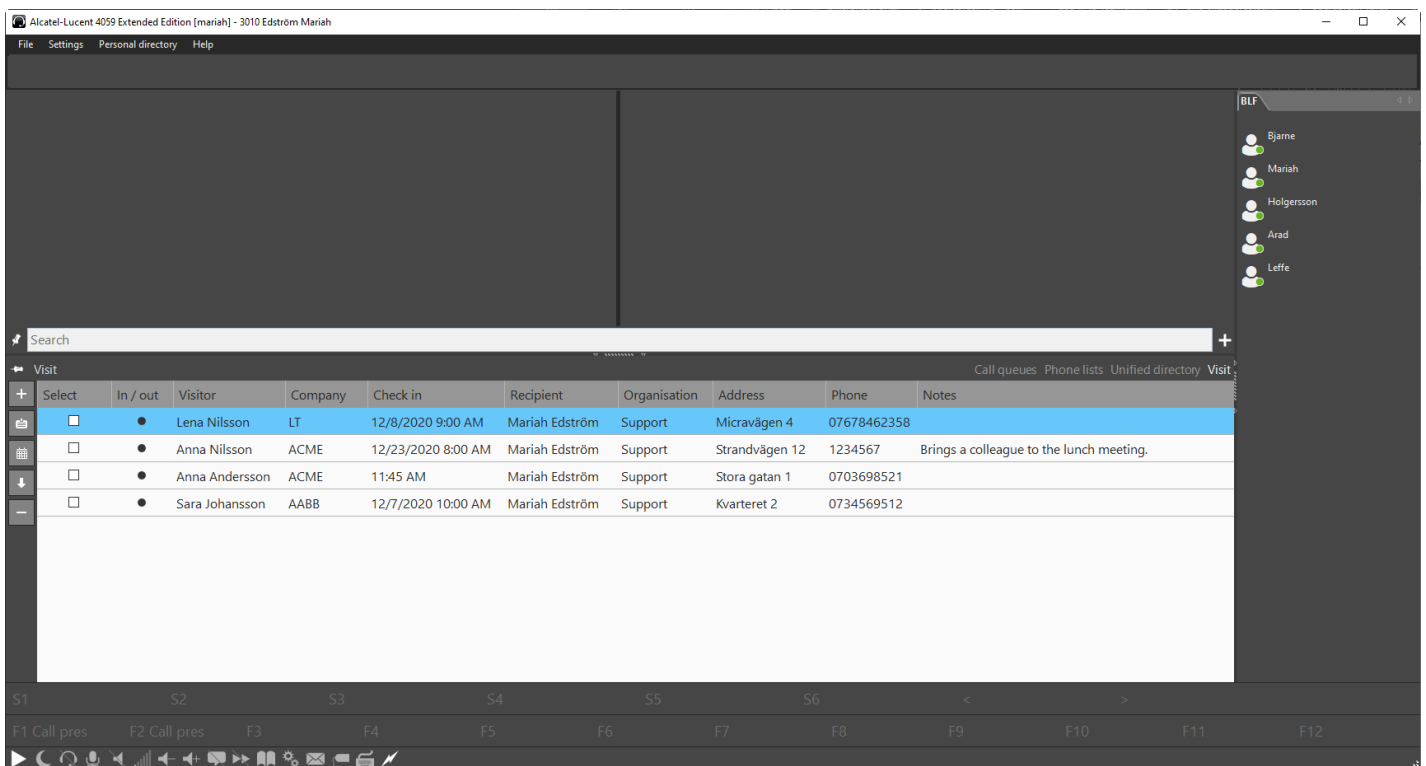 Alcatel-Lucent 4059 Extended Edition [mariah] - 3010 Edström Mariah
File Settings Personal directory Help
BLF
Bjarne
Mariah
Holgersson
Arad
Leffe
Search
Visit Call queues Phone lists Unified directory Visit
Select In / out Visitor Company Check in Recipient Organisation Address Phone Notes
Lena Nilsson LT 12/8/2020 9:00 AM Mariah Edström Support Micravägen 4 07678462358
Anna Nilsson ACME 12/23/2020 8:00 AM Mariah Edström Support Strandvägen 12 1234567 Brings a colleague to the lunch meeting.
Anna Andersson ACME 11:45 AM Mariah Edström Support Stora gatan 1 0703698521
Sara Johansson AABB 12/7/2020 10:00 AM Mariah Edström Support Kvarteret 2 0734569512
S1 S2 S3 S4 S5 S6 < >
F1 Call pres F2 Call pres F3 F4 F5 F6 F7 F8 F9 F10 F11 F12